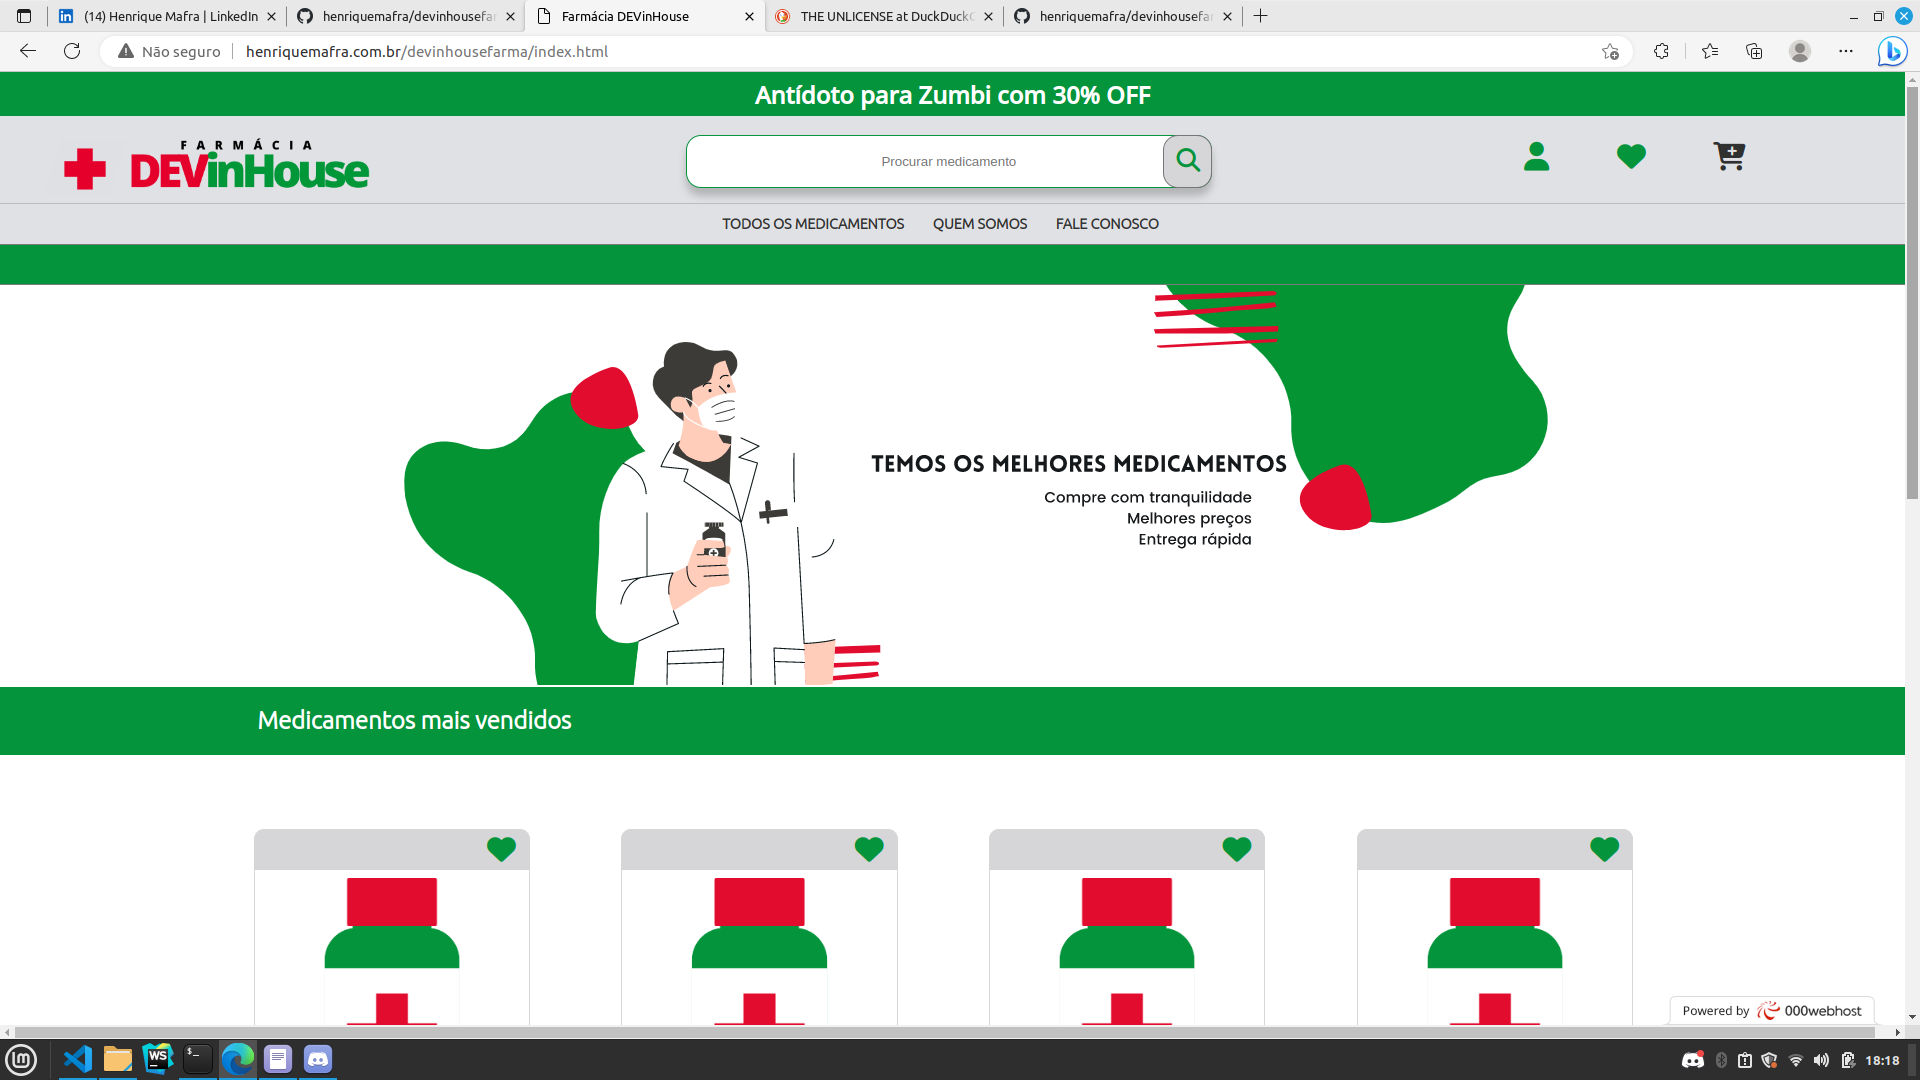 (14) Henrique Mafra | LinkedIn
henriquemafra/devinhousefar
Farmácia DEVinHouse
THE UNLICENSE at DuckDuckG
henriquemafra/devinhousefar
Não seguro
henriquemafra.com.br/devinhousefarma/index.html
Antídoto para Zumbi com 30% OFF
FARMÁCIA
DEVinHouse
Procurar medicamento
TODOS OS MEDICAMENTOS QUEM SOMOS FALE CONOSCO
TEMOS OS MELHORES MEDICAMENTOS
Compre com tranquilidade
Melhores preços
Entrega rápida
Medicamentos mais vendidos
Powered by 000webhost
WS
$_
lm
18:18